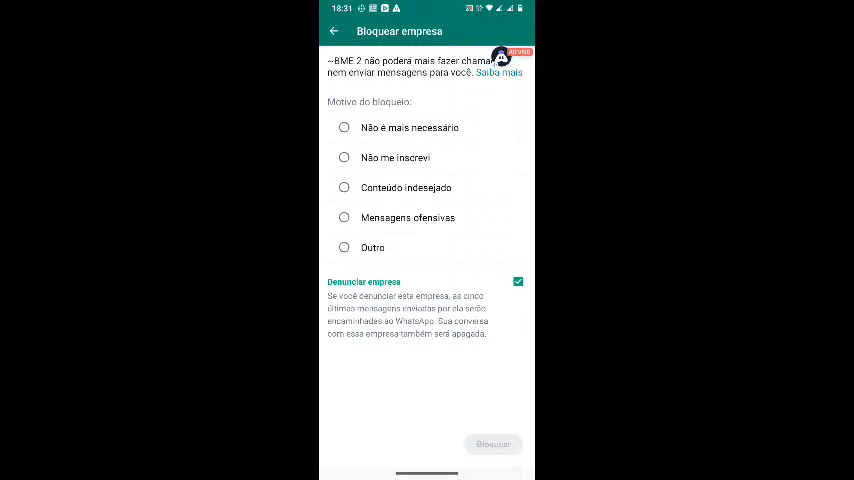 18:31
Bloquear empresa
~BME 2 não poderá mais fazer chama
AO VIVO
nem enviar mensagens para você. Saiba mais
Motivo do bloqueio:
Não é mais necessário
Não me inscrevi
Conteúdo indesejado
Mensagens ofensivas
Outro
Denunciar empresa
Se você denunciar esta empresa, as cinco
últimas mensagens enviadas por ela serão
encaminhadas ao WhatsApp. Sua conversa
com essa empresa também será apagada.
Bloquear